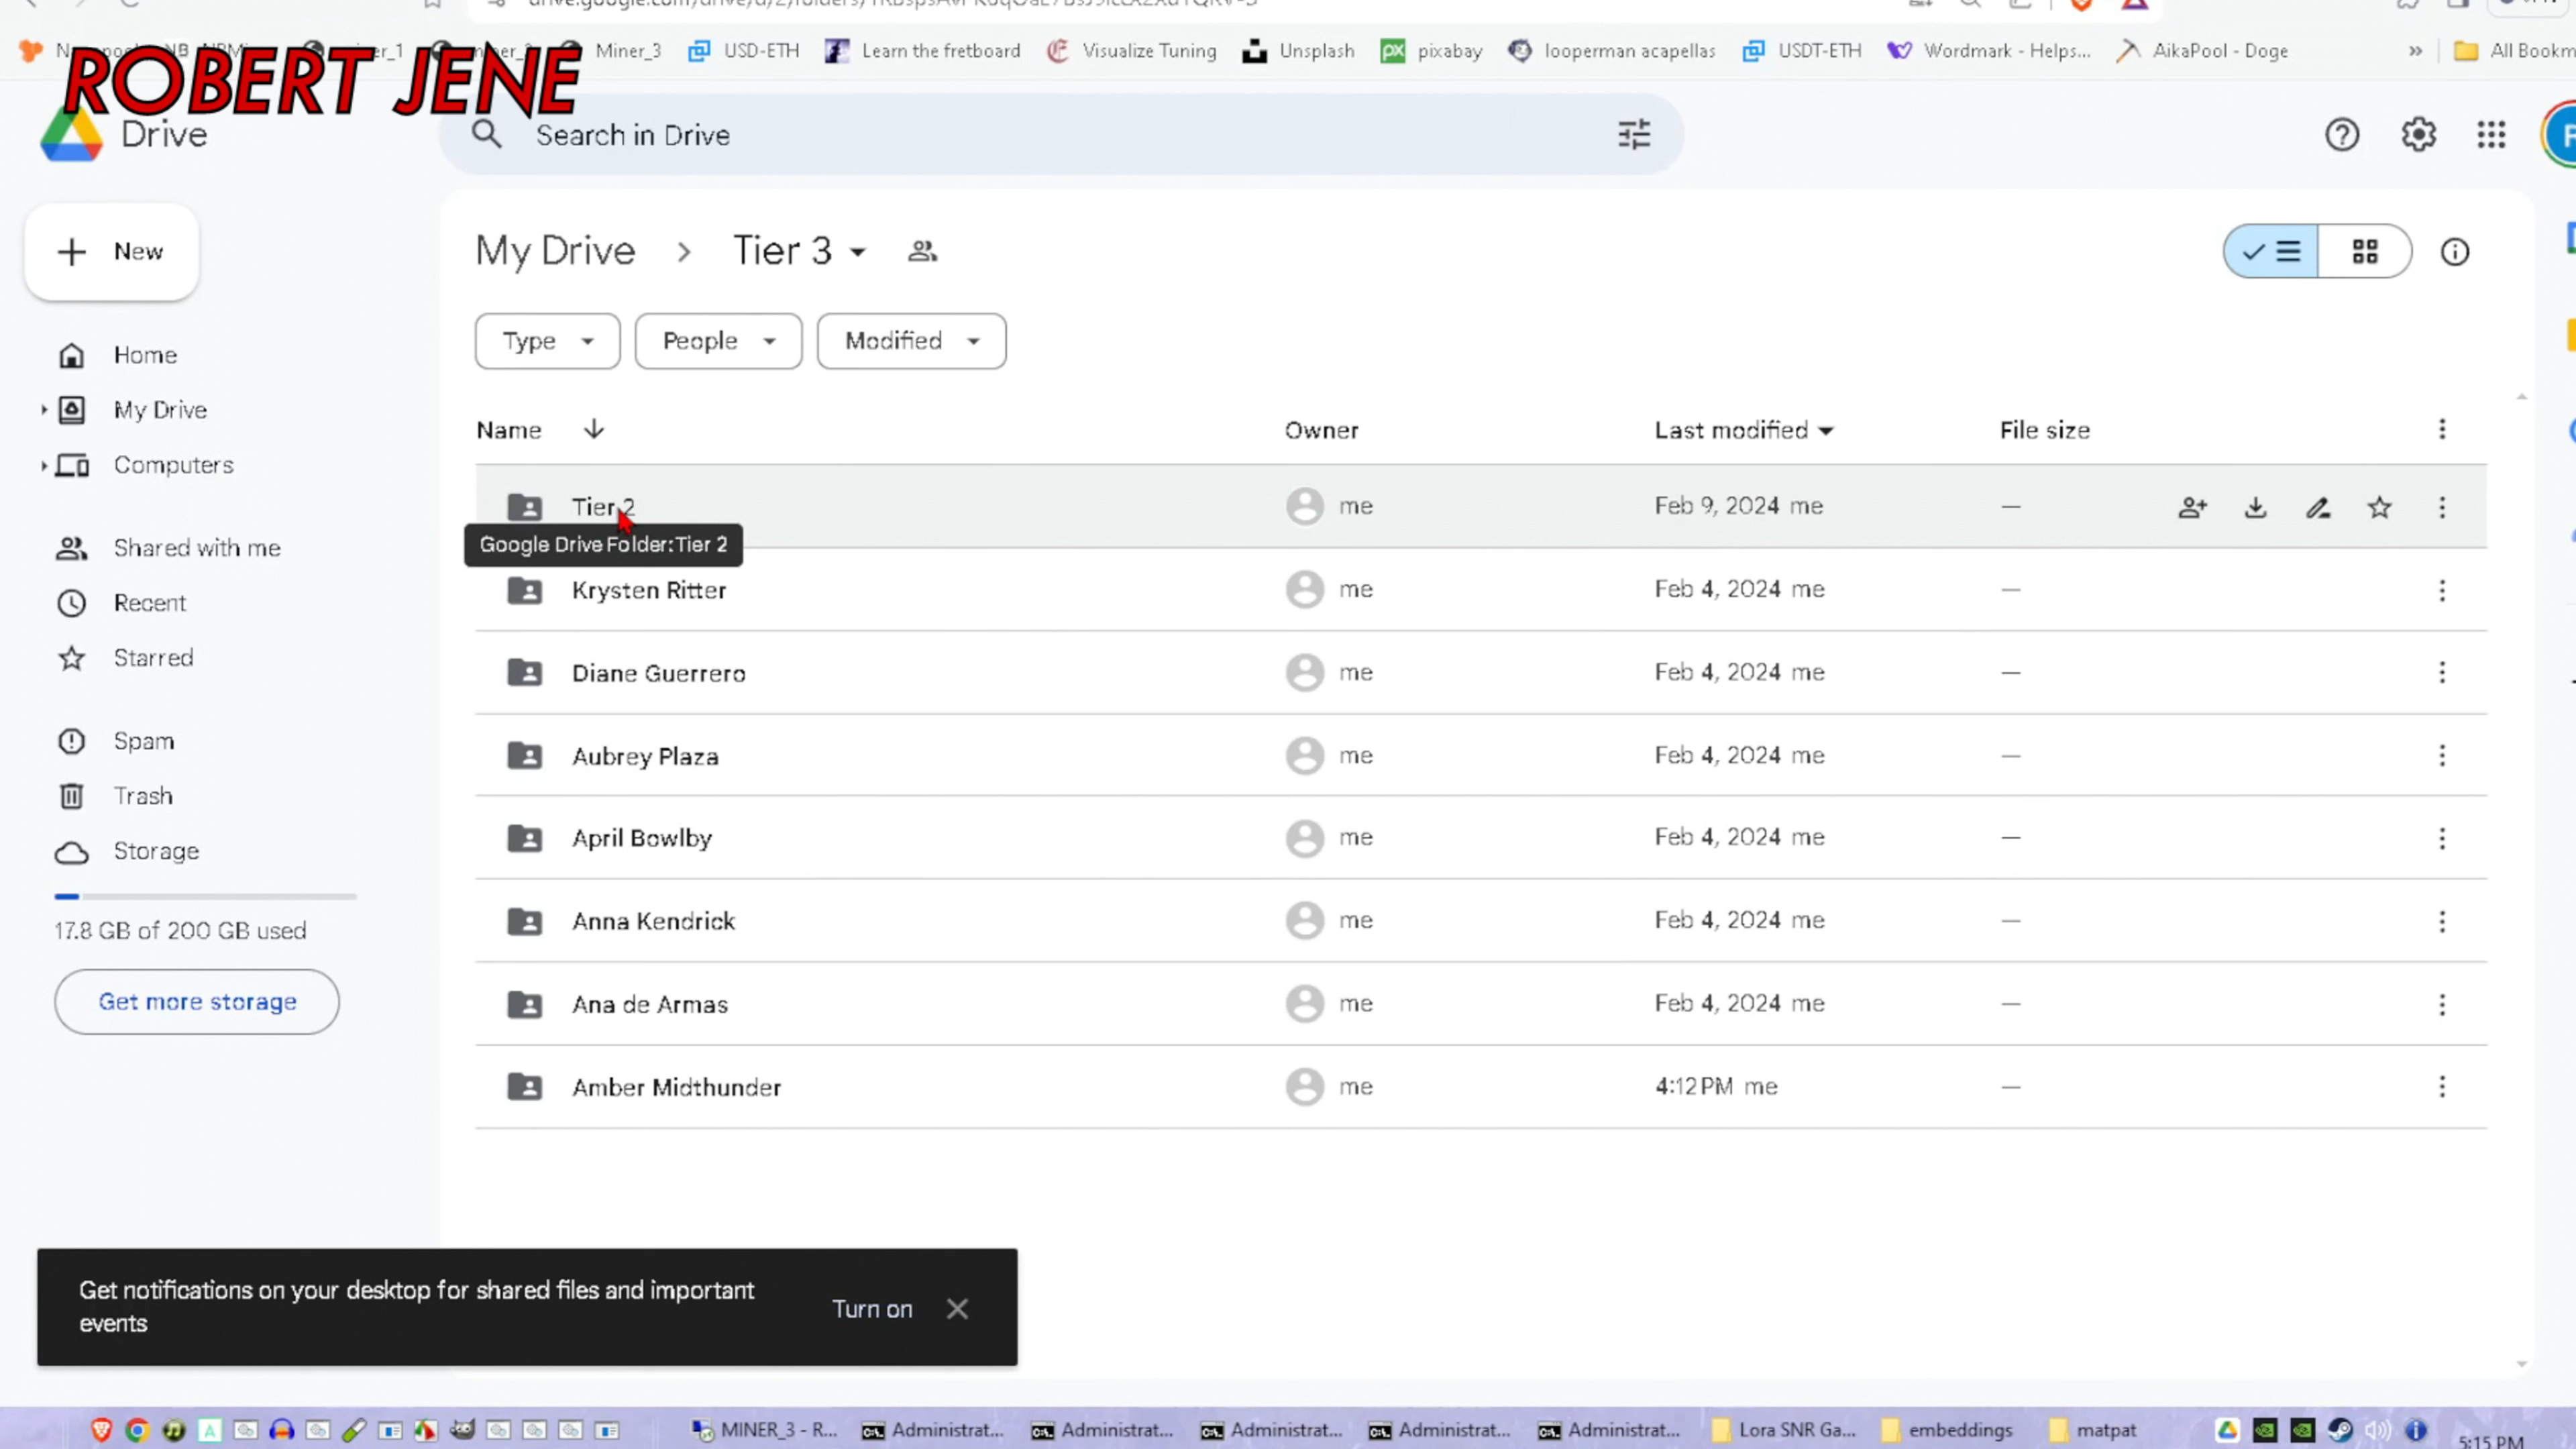 Miner_3 USD-ETH Learn the fretboard Visualize Tuning Unsplash pixabay looperman acapellas USDT-ETH Wordmark - Helps... AikaPool - Doge » All Bookm
ROBERT JENE
Drive
Search in Drive
New
My Drive > Tier 3
Type People Modified
Home
My Drive
Computers
Shared with me
Recent
Starred
Spam
Trash
Storage
17.8 GB of 200 GB used
Get more storage
Name Owner Last modified File size
Tier 2 me Feb 9, 2024 me —
Google Drive Folder: Tier 2
Krysten Ritter me Feb 4, 2024 me —
Diane Guerrero me Feb 4, 2024 me —
Aubrey Plaza me Feb 4, 2024 me —
April Bowlby me Feb 4, 2024 me —
Anna Kendrick me Feb 4, 2024 me —
Ana de Armas me Feb 4, 2024 me —
Amber Midthunder me 4:12 PM me —
Get notifications on your desktop for shared files and important
events
Turn on
MINER_3 - R... Administrat... Administrat... Administrat... Administrat... Administrat... Lora SNR Ga... embeddings matpat 5:15 PM